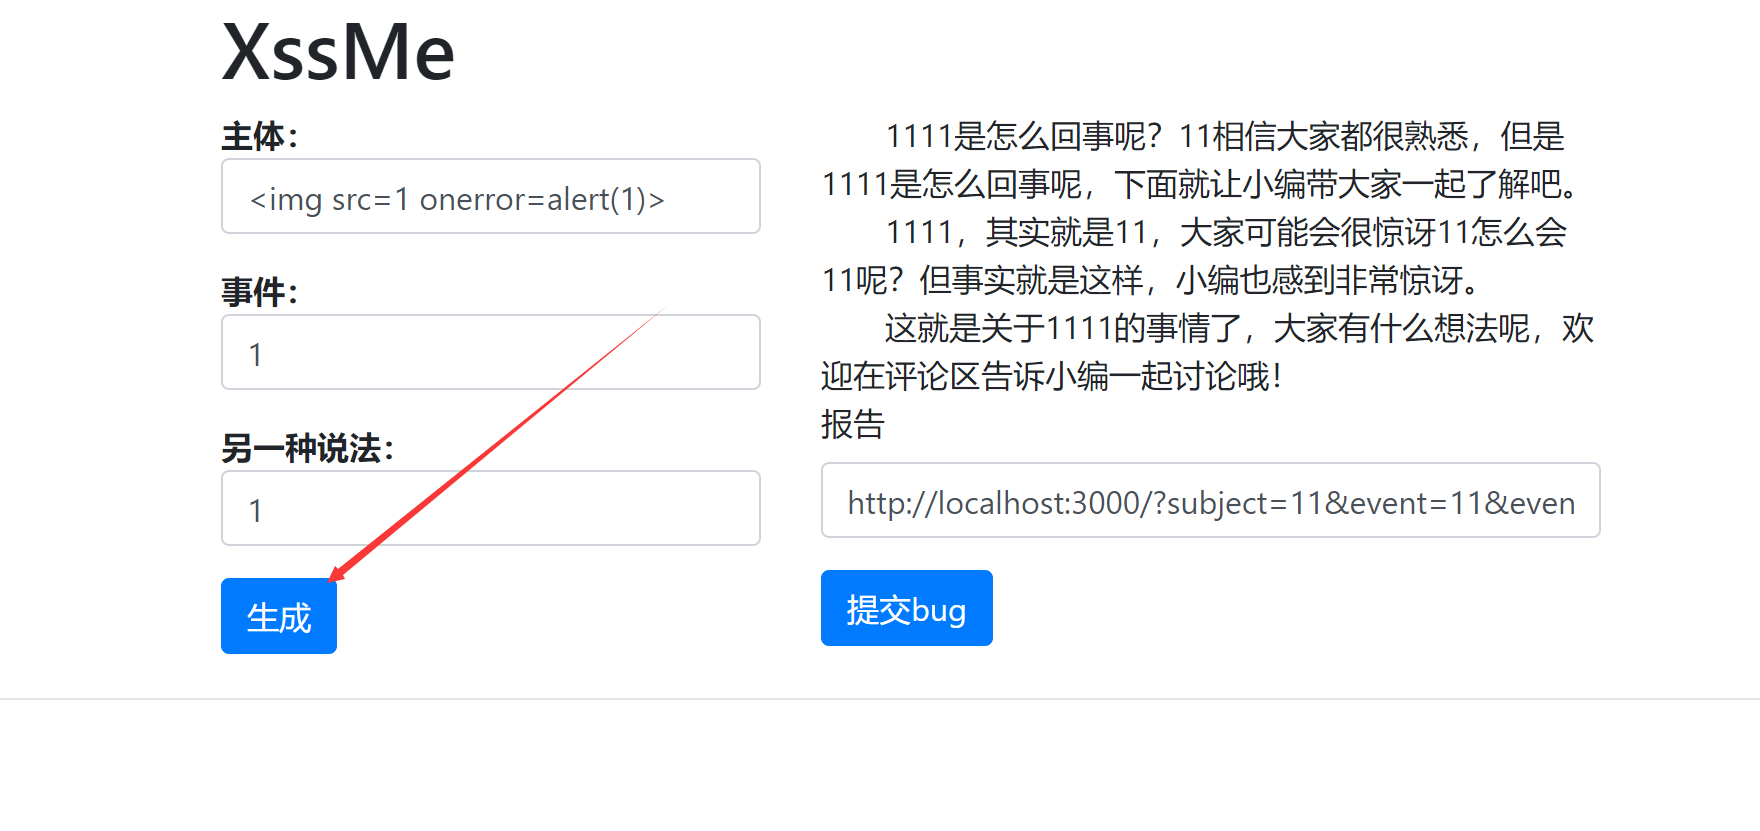 XssMe
主体：
<img src=1 onerror=alert(1)>
事件：
1
另一种说法：
1
生成
1111是怎么回事呢？11相信大家都很熟悉，但是
1111是怎么回事呢，下面就让小编带大家一起了解吧。
1111，其实就是11，大家可能会很惊讶11怎么会
11呢？但事实就是这样，小编也感到非常惊讶。
这就是关于1111的事情了，大家有什么想法呢，欢
迎在评论区告诉小编一起讨论哦！
报告
http://localhost:3000/?subject=11&event=11&even
提交bug